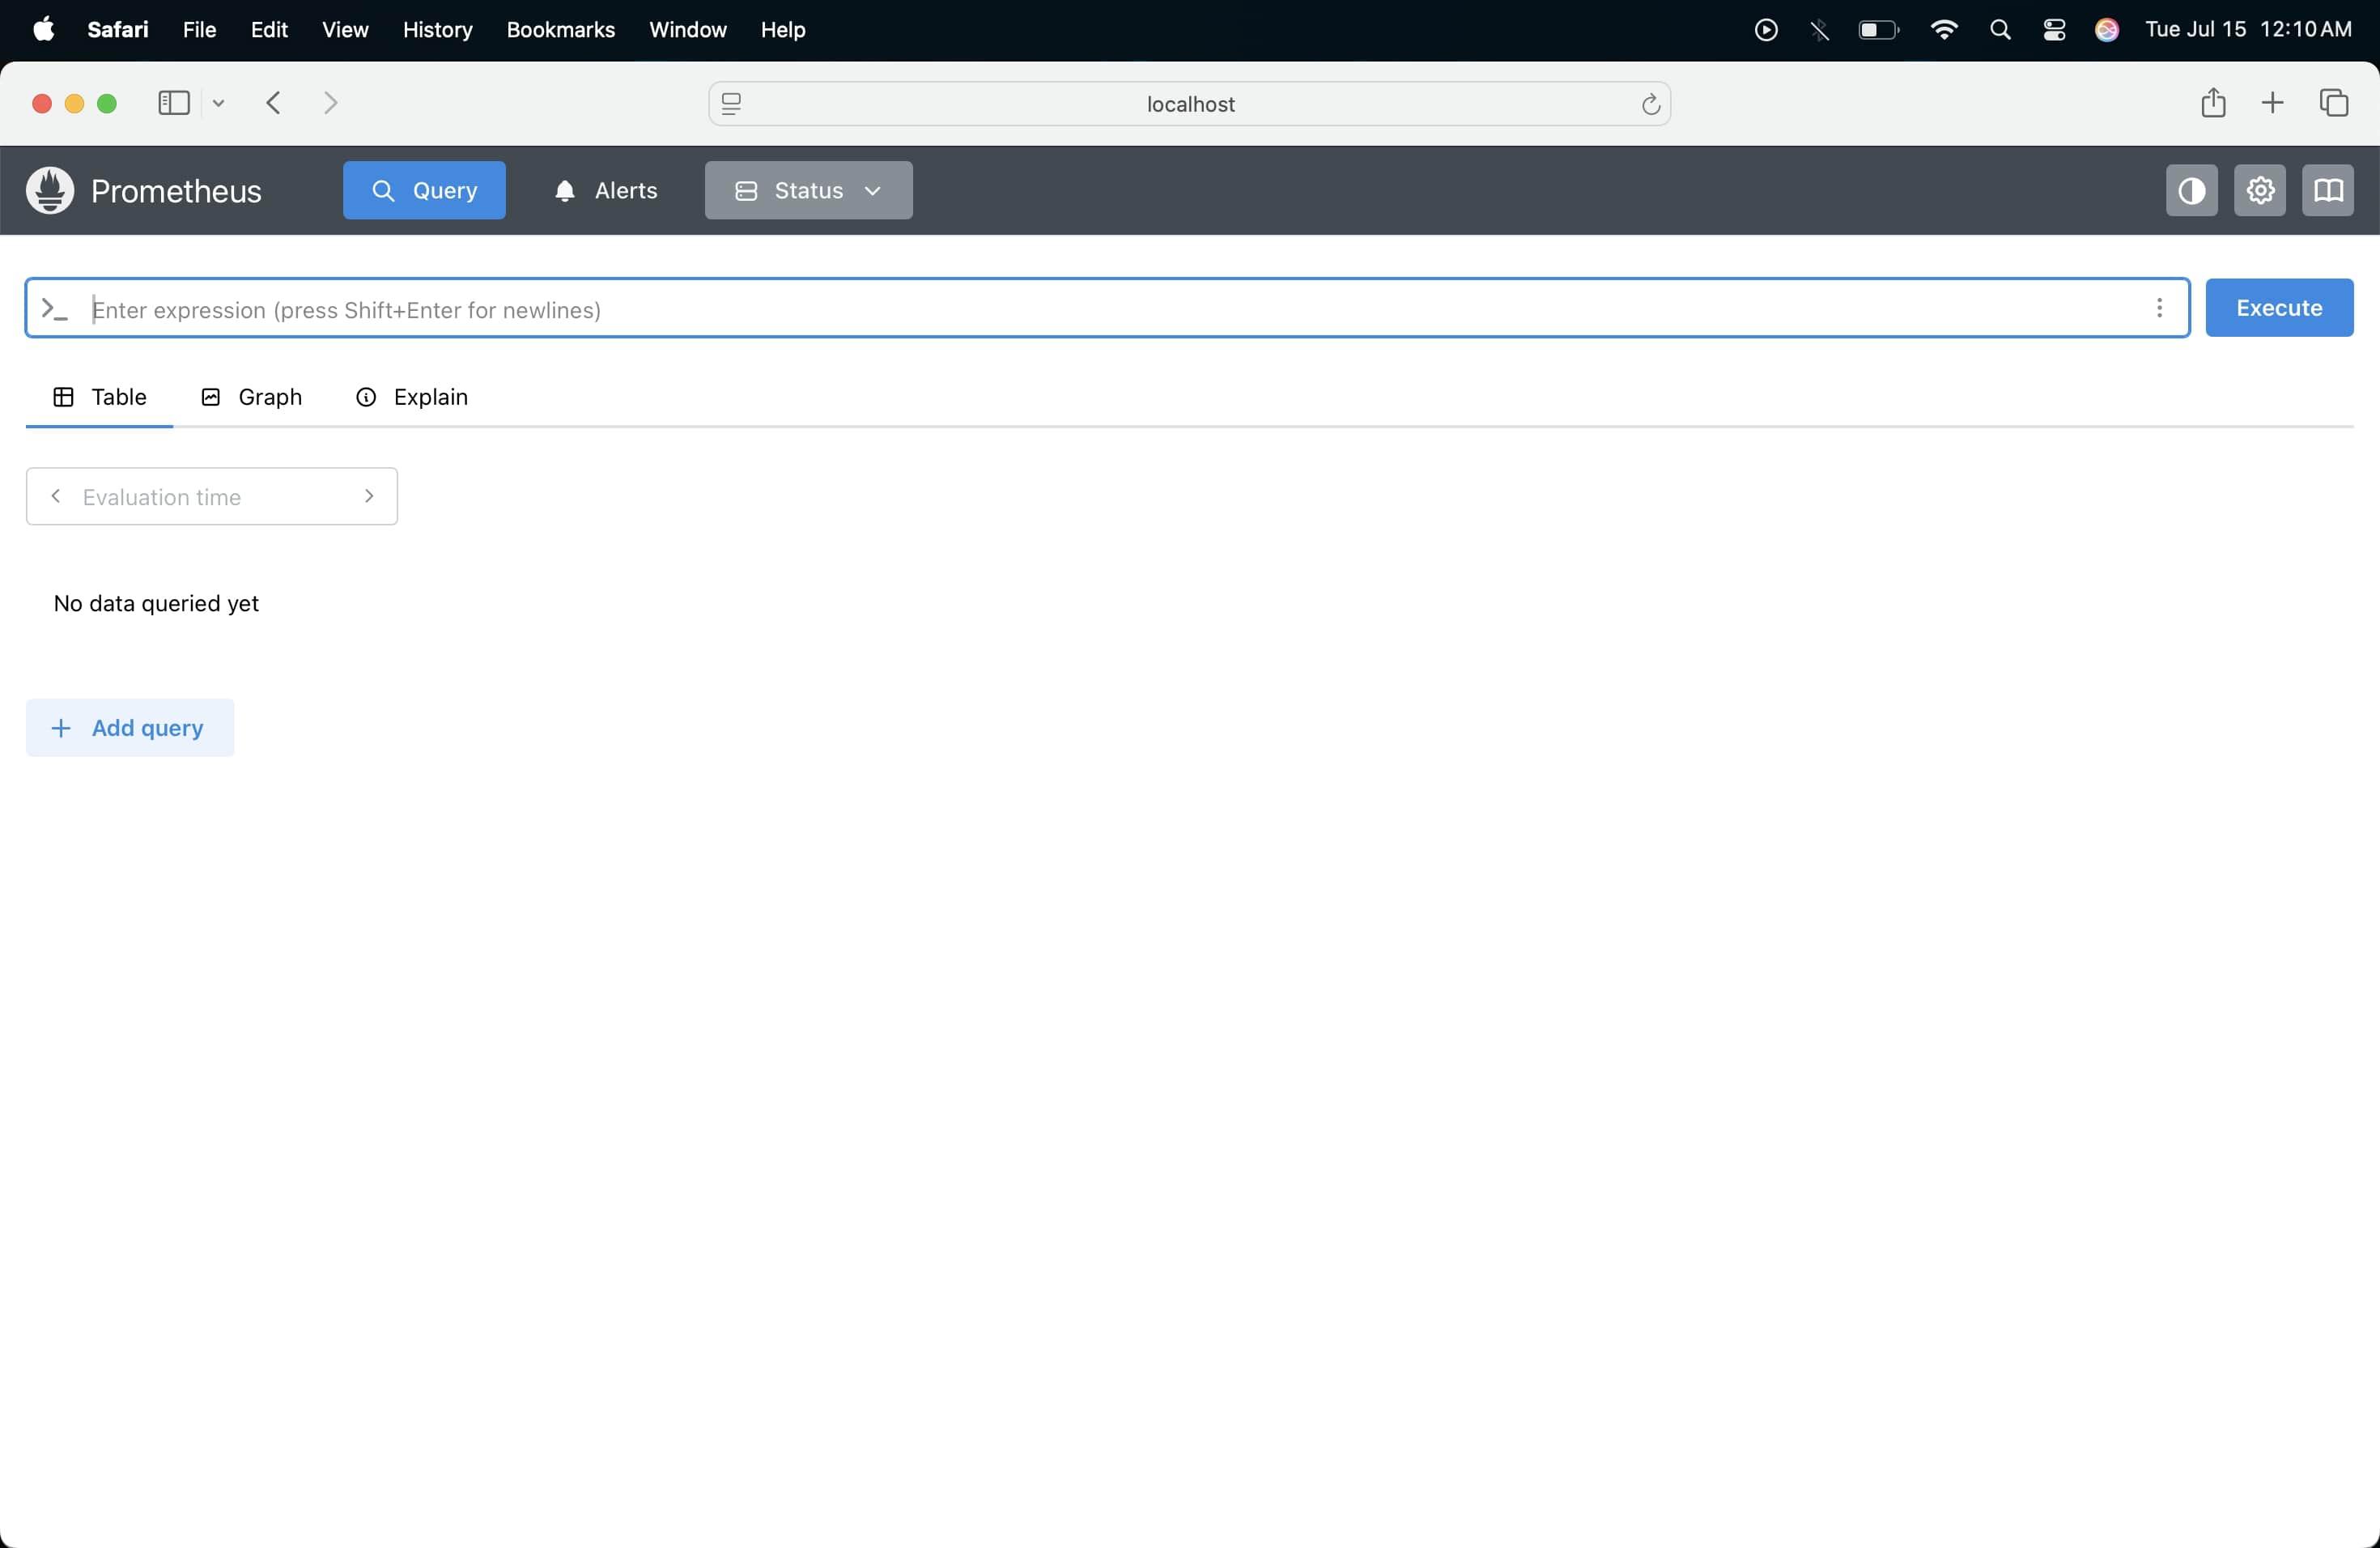 Safari File Edit View History Bookmarks Window Help Tue Jul 15 12:10 AM
localhost
Prometheus Query Alerts Status
Enter expression (press Shift+Enter for newlines) Execute
Table Graph Explain
Evaluation time
No data queried yet
Add query